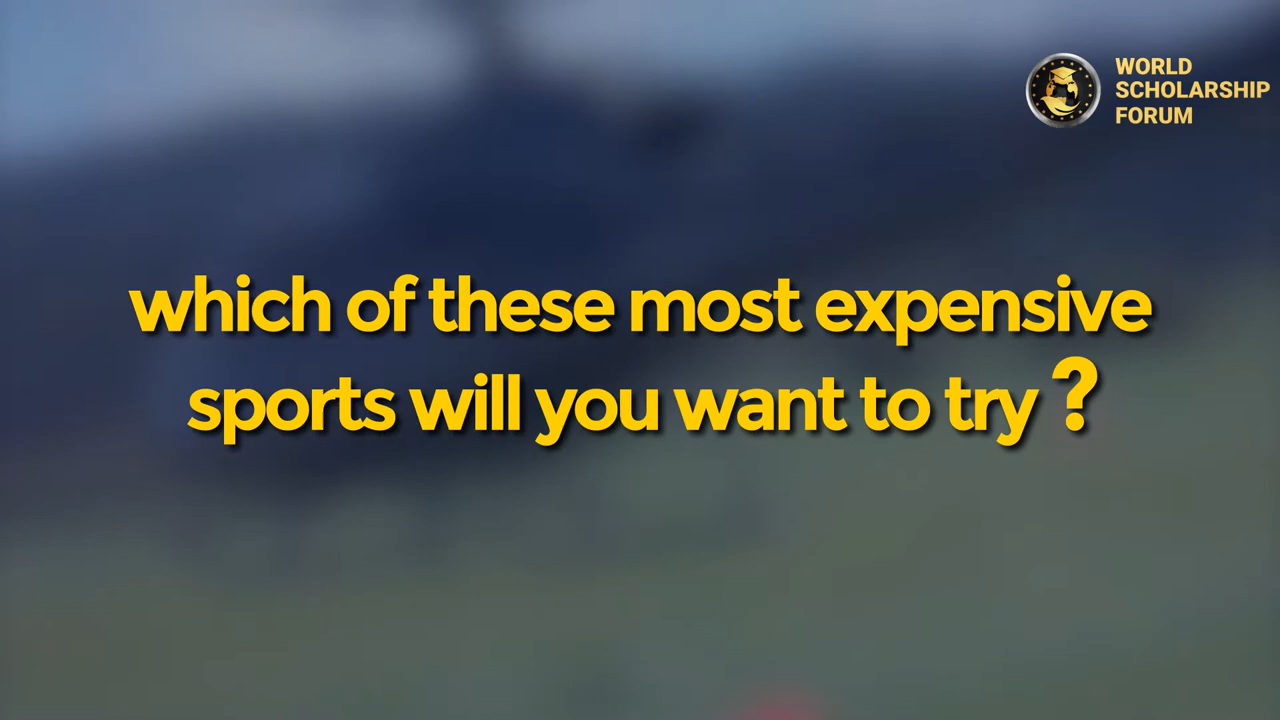 WORLD
SCHOLARSHIP
FORUM
which of these most expensive
sports will you want to try ?